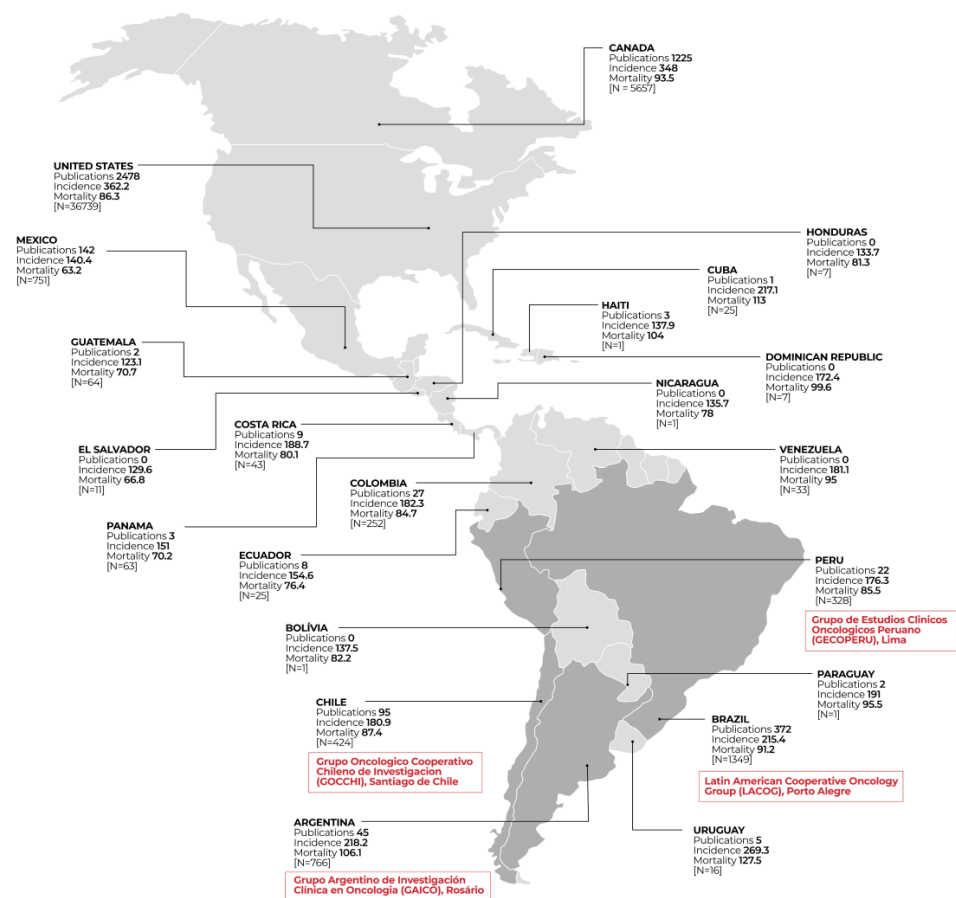 CANADA
Publications 1225
Incidence 348
Mortality 93.5
[N = 5657]
UNITED STATES
Publications 2478
Incidence 362.2
Mortality 86.3
[N=36739]
MEXICO
Publications 142
Incidence 140.4
Mortality 63.2
[N=751]
HONDURAS
Publications 0
Incidence 133.7
Mortality 81.3
[N=7]
CUBA
Publications 1
Incidence 217.1
Mortality 113
[N=25]
HAITI
Publications 3
Incidence 137.9
Mortality 104
[N=1]
GUATEMALA
Publications 2
Incidence 123.1
Mortality 70.7
[N=64]
DOMINICAN REPUBLIC
Publications 0
Incidence 172.4
Mortality 99.6
[N=7]
NICARAGUA
Publications 0
Incidence 135.7
Mortality 78
[N=1]
COSTA RICA
Publications 9
Incidence 188.7
Mortality 80.1
[N=43]
EL SALVADOR
Publications 0
Incidence 129.6
Mortality 66.8
[N=11]
VENEZUELA
Publications 0
Incidence 181.1
Mortality 95
[N=33]
COLOMBIA
Publications 27
Incidence 182.3
Mortality 84.7
[N=252]
PANAMA
Publications 3
Incidence 151
Mortality 70.2
[N=63]
ECUADOR
Publications 8
Incidence 154.6
Mortality 76.4
[N=25]
PERU
Publications 22
Incidence 176.3
Mortality 85.5
[N=328]
Grupo de Estudios Clinicos
Oncologicos Peruano
(GECOPERU), Lima
BOLÍVIA
Publications 0
Incidence 137.5
Mortality 82.2
[N=1]
PARAGUAY
Publications 2
Incidence 191
Mortality 95.5
[N=1]
CHILE
Publications 95
Incidence 180.9
Mortality 87.4
[N=424]
Grupo Oncologico Cooperativo
Chileno de Investigacion
(GOCCHI), Santiago de Chile
BRAZIL
Publications 372
Incidence 215.4
Mortality 91.2
[N=1349]
Latin American Cooperative Oncology
Group (LACOG), Porto Alegre
ARGENTINA
Publications 45
Incidence 218.2
Mortality 106.1
[N=766]
Grupo Argentino de Investigación
Clínica en Oncologia (GAICO), Rosário
URUGUAY
Publications 5
Incidence 269.3
Mortality 127.5
[N=16]